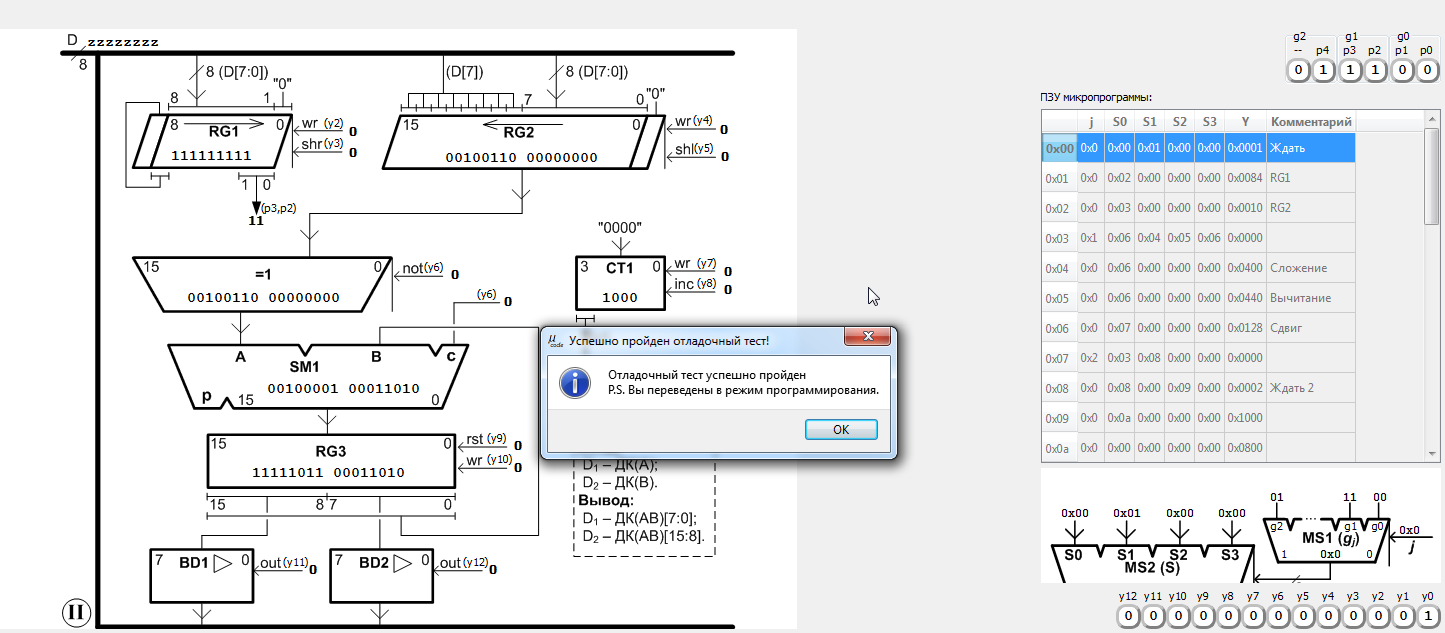 D zzzzzzzz
8
8 (D[7:0])
"0"
8 1
8 RG1 0
111111111
wr (y2) 0
shr(y3) 0
1 0
(p3,p2)
11
(D[7])
8 (D[7:0])
7 0
"0"
15 RG2 0
00100110 00000000
wr(y4) 0
shl(y5) 0
15 =1 0
00100110 00000000
not(y6) 0
(y6) 0
"0000"
3 CT1 0
1000
wr (y7) 0
inc (y8) 0
A B c
SM1
00100001 00011010
p 15 0
15 RG3 0
11111011 00011010
rst (y9) 0
wr (y10) 0
15 8 7 0
7 BD1 0
out(y11) 0
7 BD2 0
out(y12) 0
II
D1 – ДК(A);
D2 – ДК(B).
Вывод:
D1 – ДК(AB)[7:0];
D2 – ДК(AB)[15:8].
μcode Успешно пройден отладочный тест!
Отладочный тест успешно пройден
P.S. Вы переведены в режим программирования.
OK
g2 g1 g0
-- p4 p3 p2 p1 p0
0 1 1 1 0 0
ПЗУ микропрограммы:
j S0 S1 S2 S3 Y Комментарий
0x00 0x0 0x00 0x01 0x00 0x00 0x0001 Ждать
0x01 0x0 0x02 0x00 0x00 0x00 0x0084 RG1
0x02 0x0 0x03 0x00 0x00 0x00 0x0010 RG2
0x03 0x1 0x06 0x04 0x05 0x06 0x0000
0x04 0x0 0x06 0x00 0x00 0x00 0x0400 Сложение
0x05 0x0 0x06 0x00 0x00 0x00 0x0440 Вычитание
0x06 0x0 0x07 0x00 0x00 0x00 0x0128 Сдвиг
0x07 0x2 0x03 0x08 0x00 0x00 0x0000
0x08 0x0 0x08 0x00 0x09 0x00 0x0002 Ждать 2
0x09 0x0 0x0a 0x00 0x00 0x00 0x1000
0x0a 0x0 0x00 0x00 0x00 0x00 0x0800
0x00 0x01 0x00 0x00
S0 S1 S2 S3
MS2 (S)
01 11 00
g2 ... g1 g0
MS1 (gj)
1 0x0 0
0x0
j
y12 y11 y10 y9 y8 y7 y6 y5 y4 y3 y2 y1 y0
0 0 0 0 0 0 0 0 0 0 0 0 1